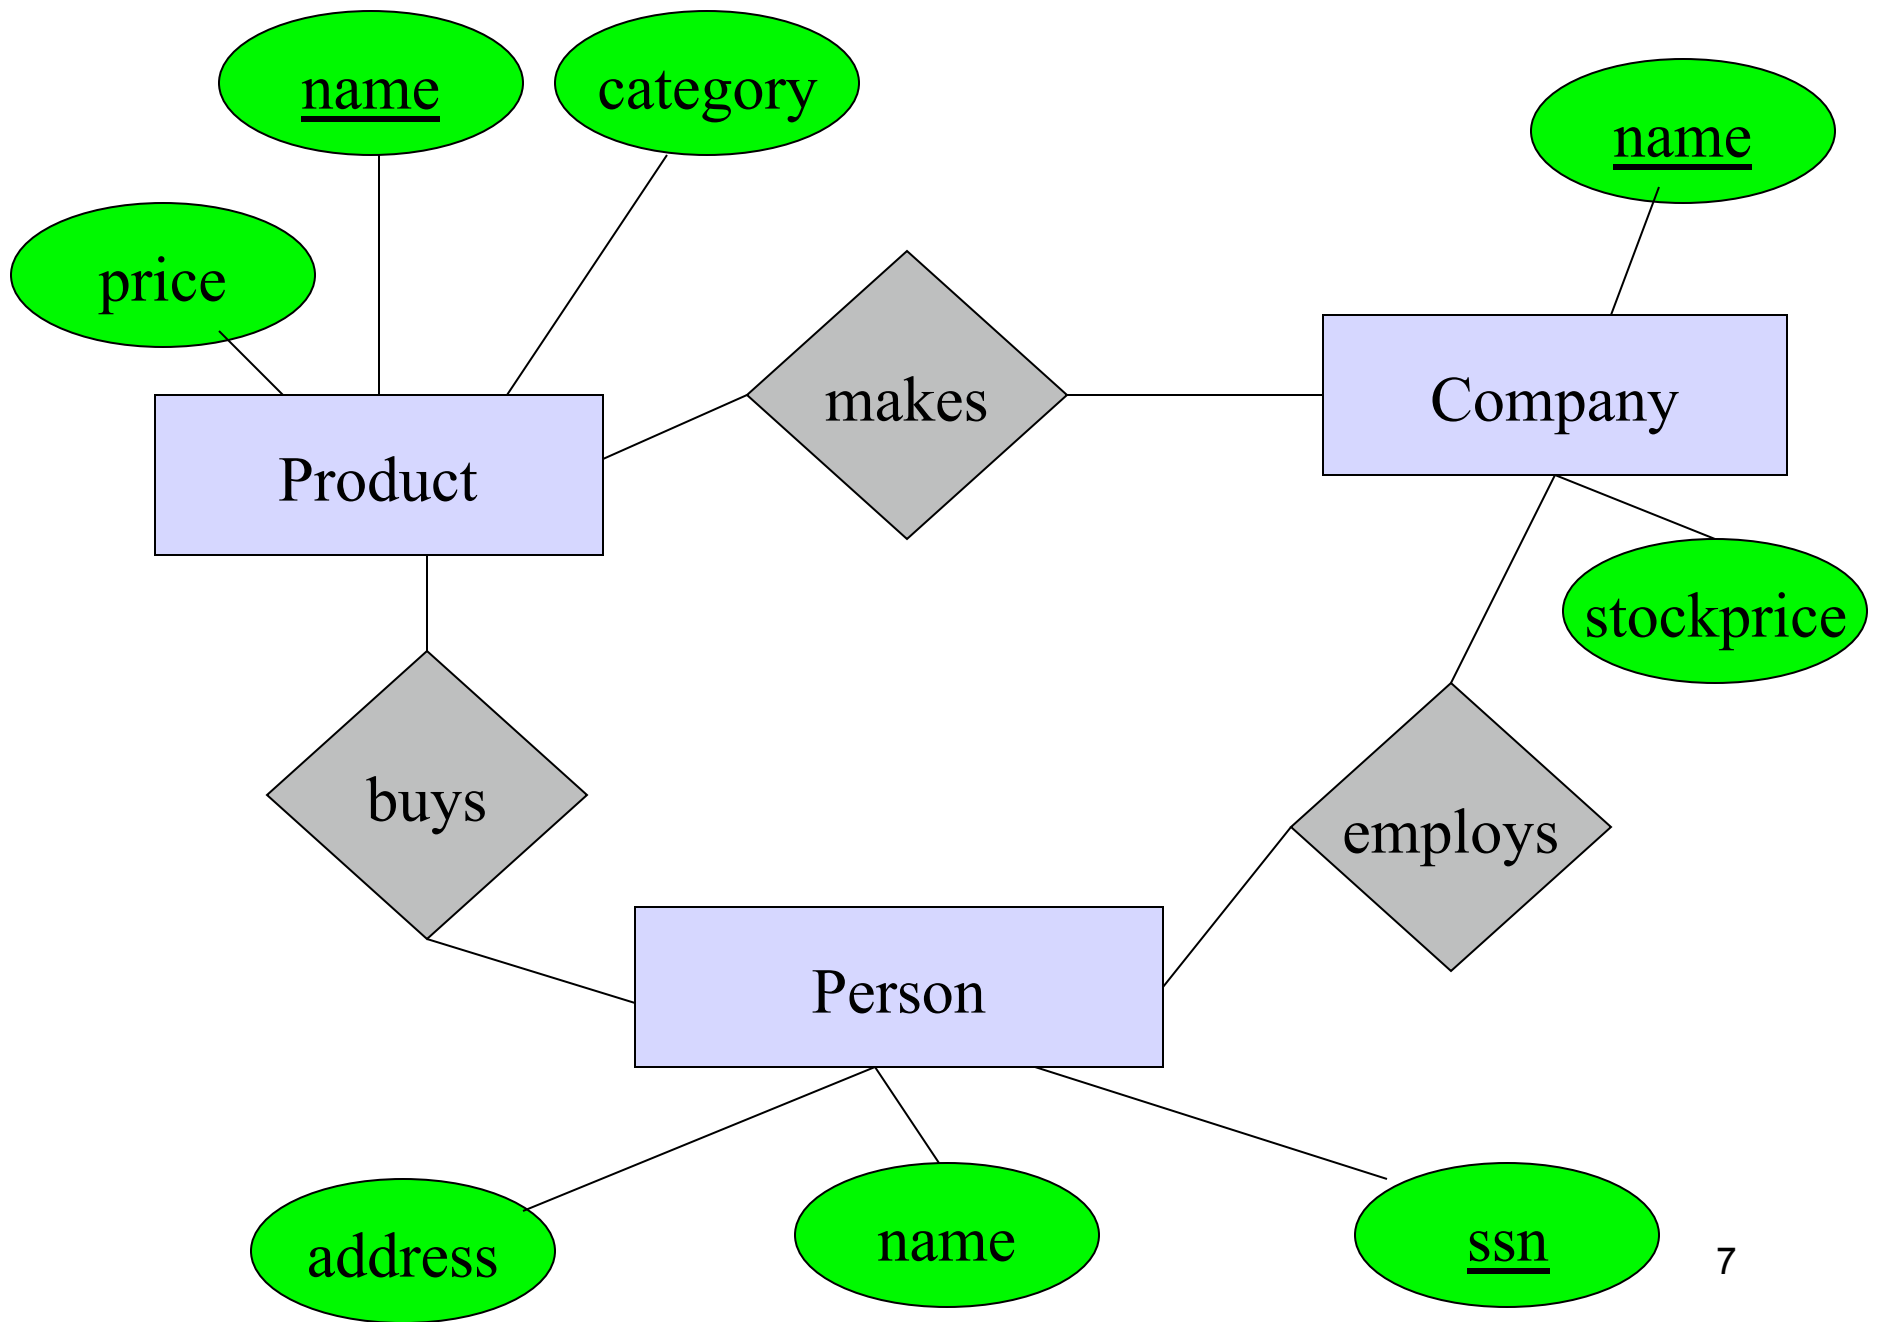 name
category
name
price
makes
Company
Product
stockprice
buys
employs
Person
address
name
ssn
7